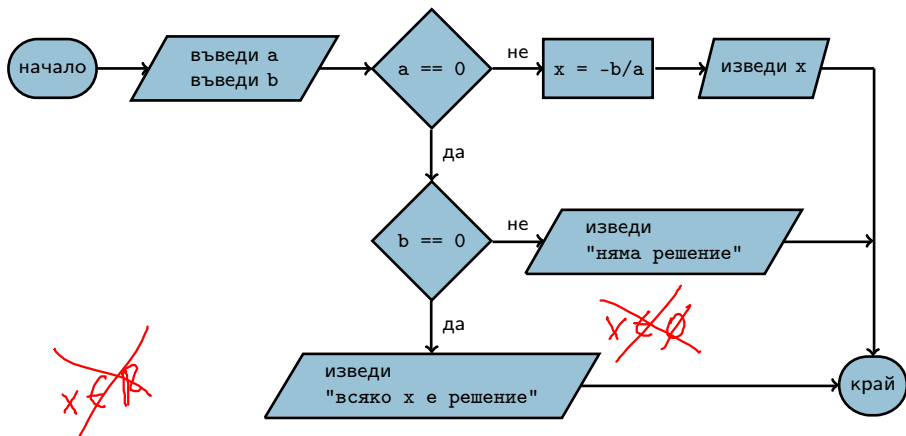 начало
въведи a
въведи b
a == 0
не
x = -b/a
изведи x
да
b == 0
не
изведи
"няма решение"
да
x ∈ ∅
x ∈ ℝ
изведи
"всяко x е решение"
край